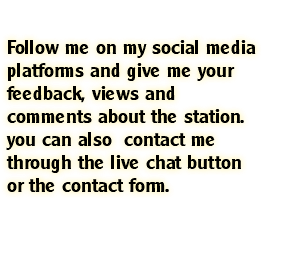 Follow me on my social media
platforms and give me your
feedback, views and
comments about the station.
you can also  contact me
through the live chat button
or the contact form.